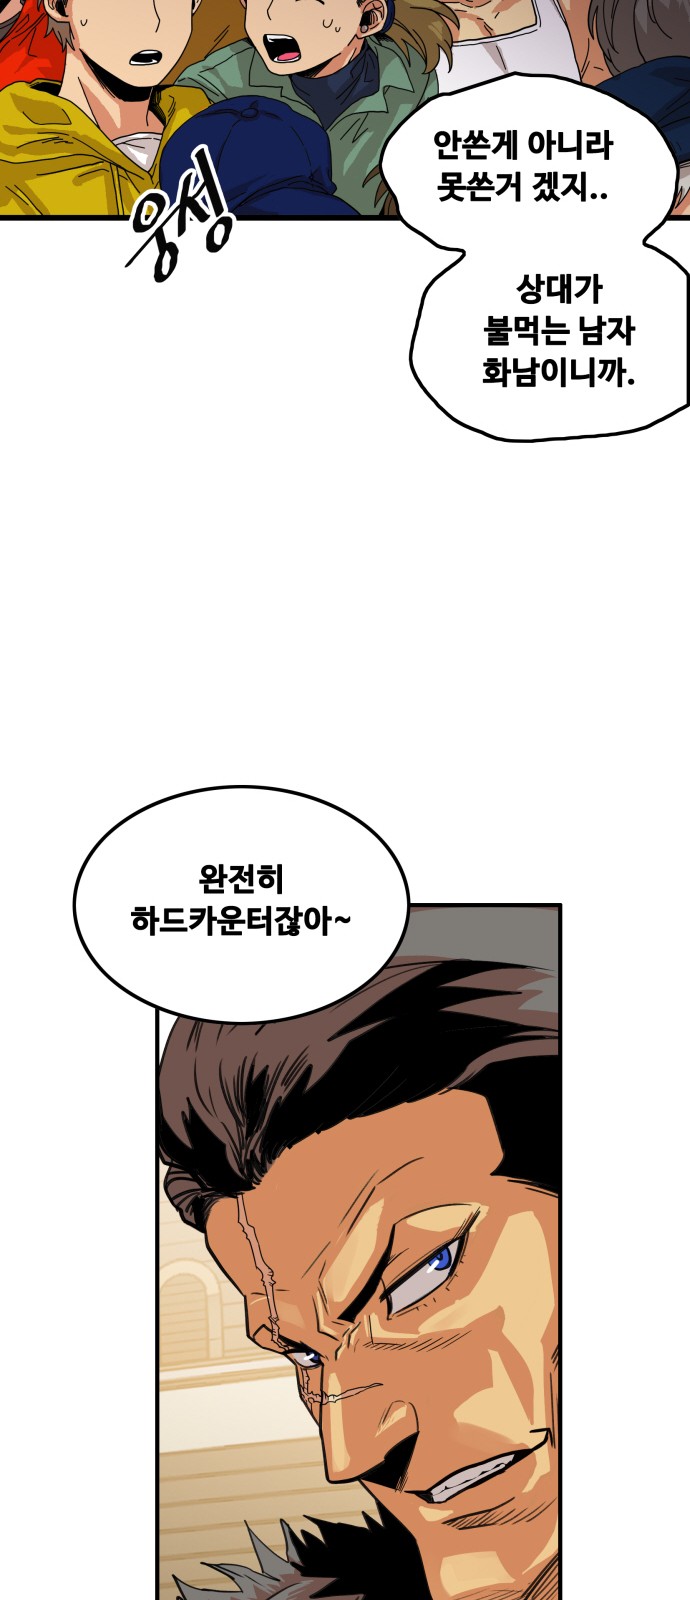 안쓴게 아니라
못쓴거 겠지..
웅성
상대가
불먹는 남자
화남이니까.
완전히
하드카운터잖아~